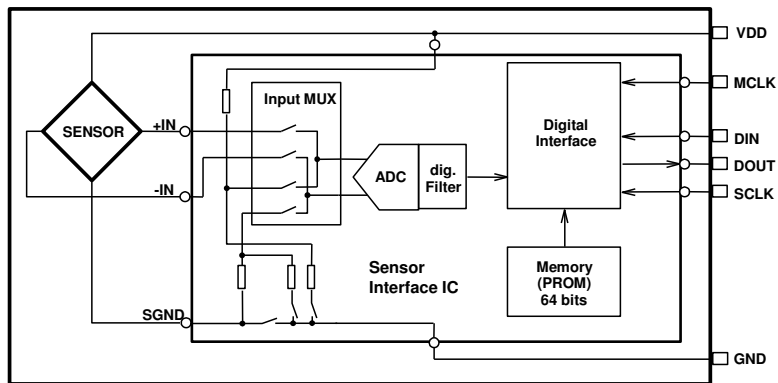 VDD
MCLK
Input MUX
+IN
SENSOR
Digital
Interface
DIN
DOUT
ADC
dig.
Filter
-IN
SCLK
Sensor
Interface IC
Memory
(PROM)
64 bits
SGND
GND